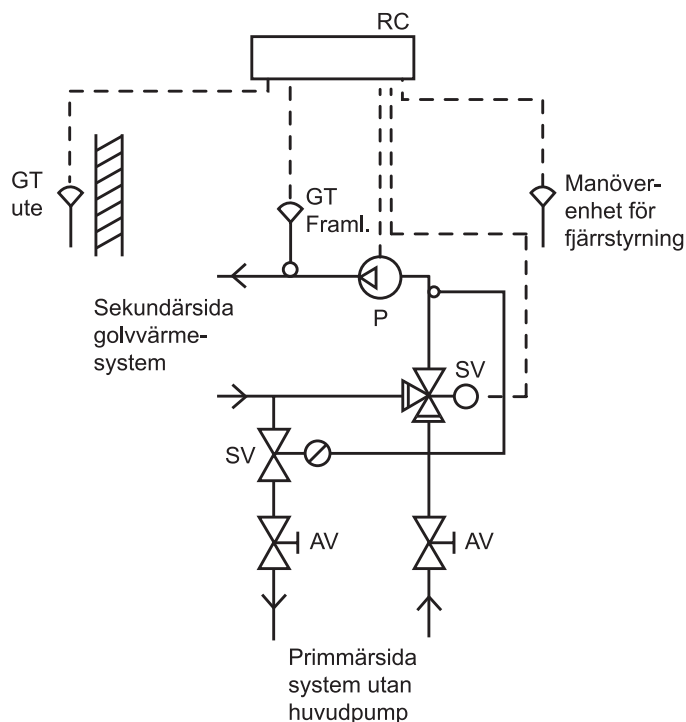 RC
GT
ute
GT
Framl.
Manöver-
enhet för
fjärrstyrning
Sekundärsida
golvvärme-
system
P
SV
SV
AV
AV
Primmärsida
system utan
huvudpump